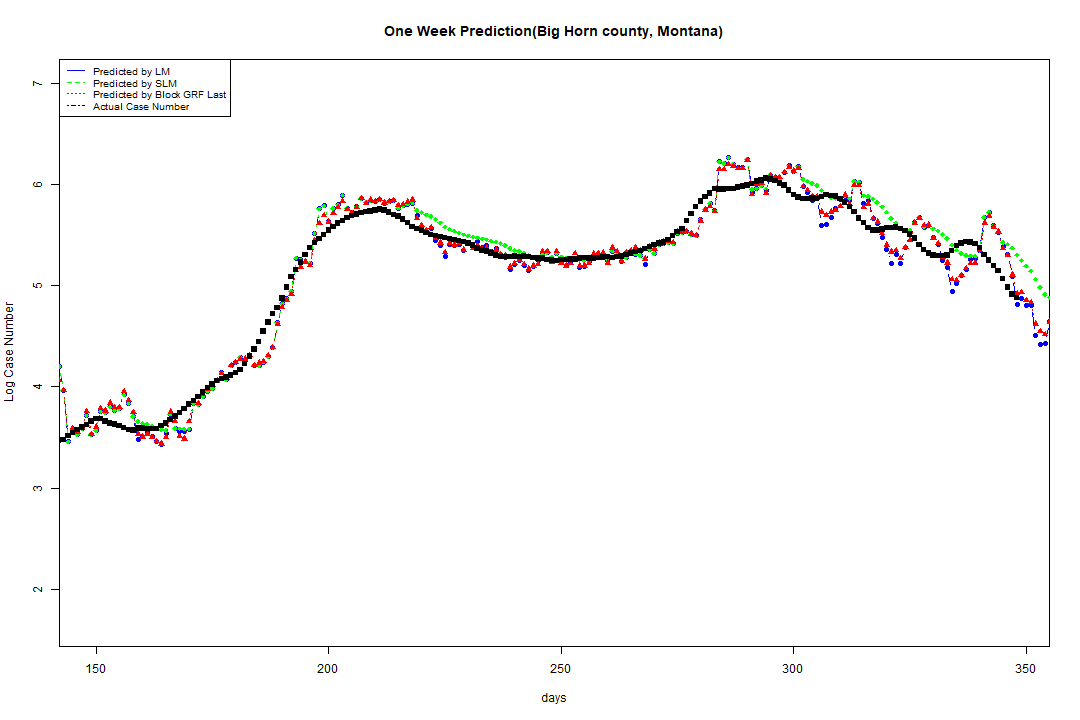 One Week Prediction(Big Horn county, Montana)
Predicted by LM
Predicted by SLM
Predicted by Block GRF Last
Actual Case Number
Log Case Number
7
6
5
4
3
2
150 200 250 300 350
days